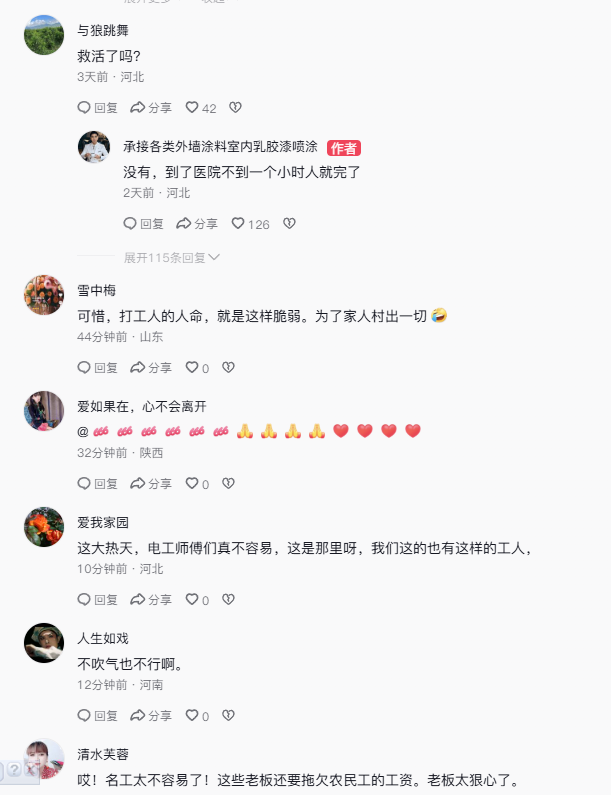 与狼跳舞
救活了吗?
3天前 · 河北
回复 分享 42
承接各类外墙涂料室内乳胶漆喷涂 作者
没有，到了医院不到一个小时人就完了
2天前 · 河北
回复 分享 126
展开115条回复
雪中梅
可惜，打工人的人命，就是这样脆弱。为了家人村出一切 🤣
44分钟前 · 山东
回复 分享 0
爱如果在，心不会离开
@ 666 666 666 666 666 666 🙏 🙏 🙏 🙏 ❤️ ❤️ ❤️ ❤️
32分钟前 · 陕西
回复 分享 0
爱我家园
这大热天，电工师傅们真不容易，这是那里呀，我们这的也有这样的工人，
10分钟前 · 河北
回复 分享 0
人生如戏
不吹气也不行啊。
12分钟前 · 河南
回复 分享 0
清水芙蓉
哎！名工太不容易了！这些老板还要拖欠农民工的工资。老板太狠心了。